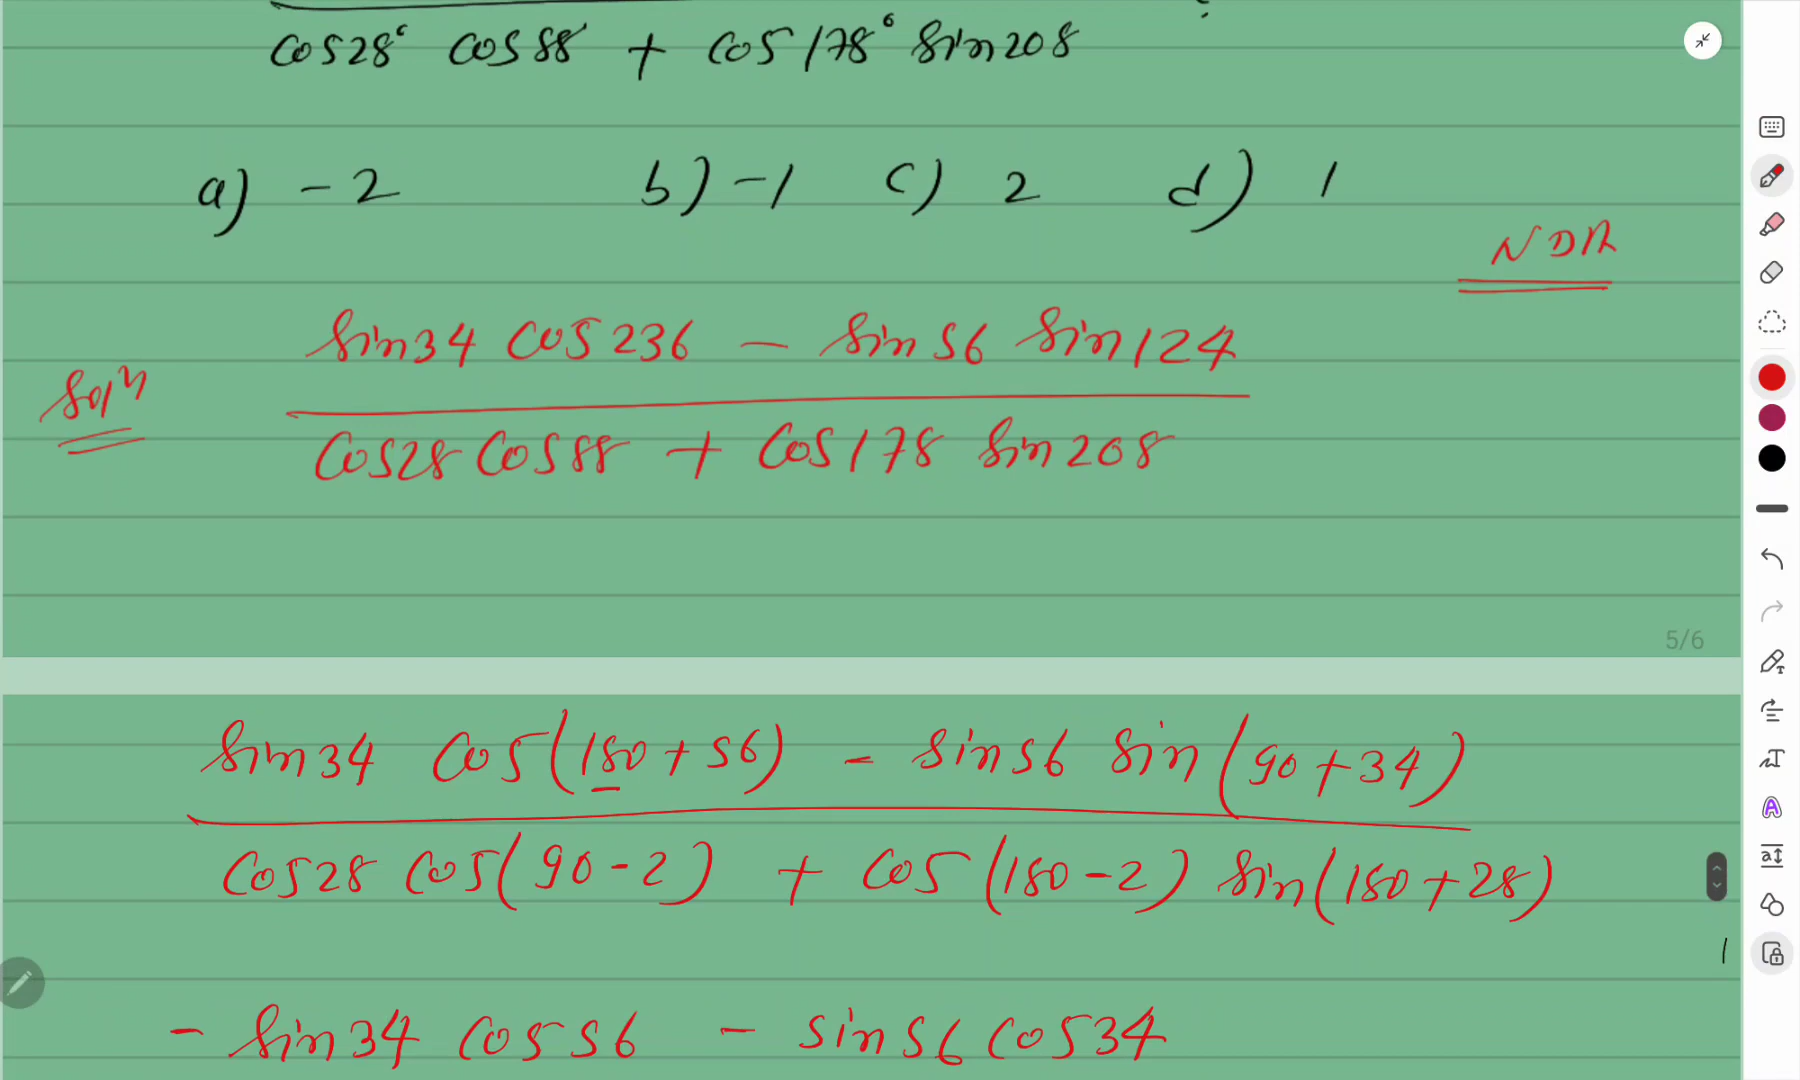 cos28° cos88 + cos178° sin208
a) -2 b) -1 c) 2 d) 1
NDA
sin34 cos236 - sin56 sin124
Solⁿ
cos28 cos88 + cos178 sin208
5/6
sin34 cos(180+56) - sin56 sin(90+34)
cos28 cos(90-2) + cos(180-2) sin(180+28)
- sin34 cos56 - sin56 cos34